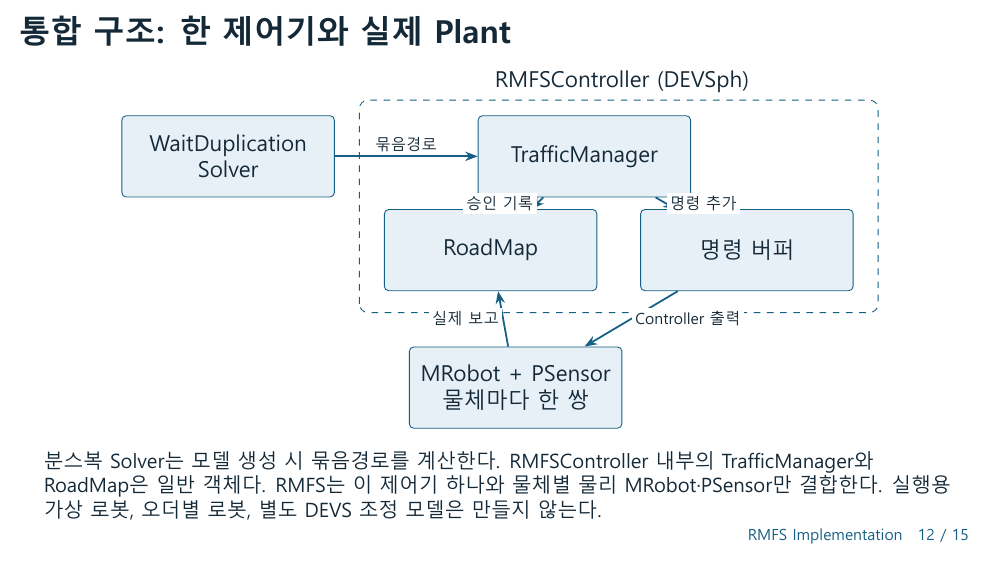 통합 구조: 한 제어기와 실제 Plant
RMFSController (DEVSph)
WaitDuplication
Solver
묶음경로
TrafficManager
승인 기록
명령 추가
RoadMap
명령 버퍼
실제 보고
Controller 출력
MRobot + PSensor
물체마다 한 쌍
분스복 Solver는 모델 생성 시 묶음경로를 계산한다. RMFSController 내부의 TrafficManager와
RoadMap은 일반 객체다. RMFS는 이 제어기 하나와 물체별 물리 MRobot·PSensor만 결합한다. 실행용
가상 로봇, 오더별 로봇, 별도 DEVS 조정 모델은 만들지 않는다.
RMFS Implementation 12 / 15